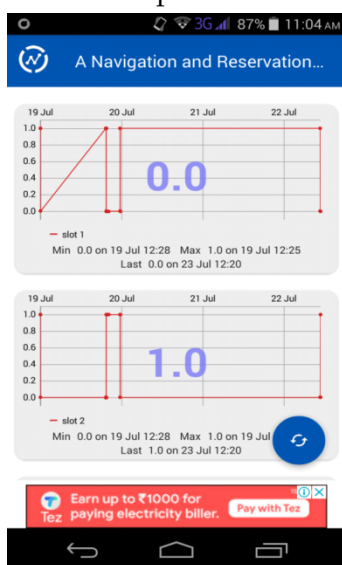 3G 87% 11:04 AM
A Navigation and Reservation...
19 Jul 20 Jul 21 Jul 22 Jul
1.0
0.8
0.6
0.4
0.2
0.0
0.0
slot 1
Min 0.0 on 19 Jul 12:28 Max 1.0 on 19 Jul 12:25
Last 0.0 on 23 Jul 12:20
19 Jul 20 Jul 21 Jul 22 Jul
1.0
0.8
0.6
0.4
0.2
0.0
1.0
slot 2
Min 0.0 on 19 Jul 12:28 Max 1.0 on 19 Jul
Last 1.0 on 23 Jul 12:20
Tez
Earn up to ₹1000 for
paying electricity biller.
Pay with Tez